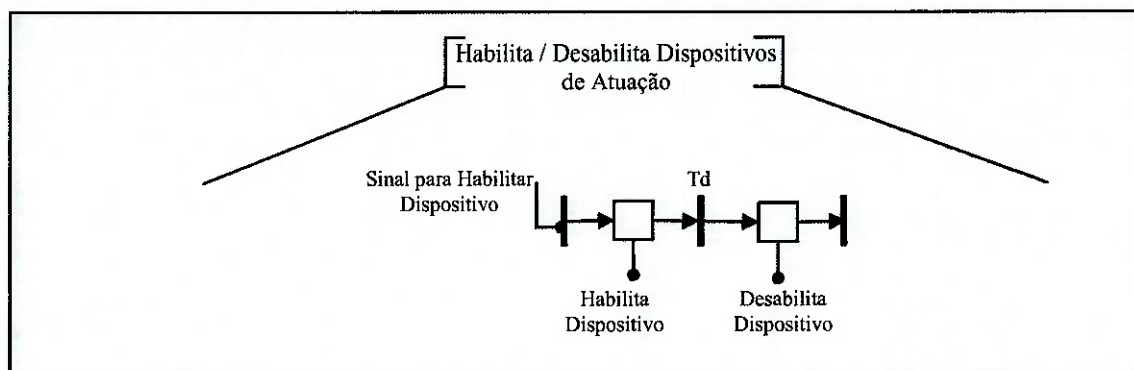 Habilita / Desabilita Dispositivos
de Atuação
Sinal para Habilitar
Dispositivo
Td
Habilita
Dispositivo
Desabilita
Dispositivo